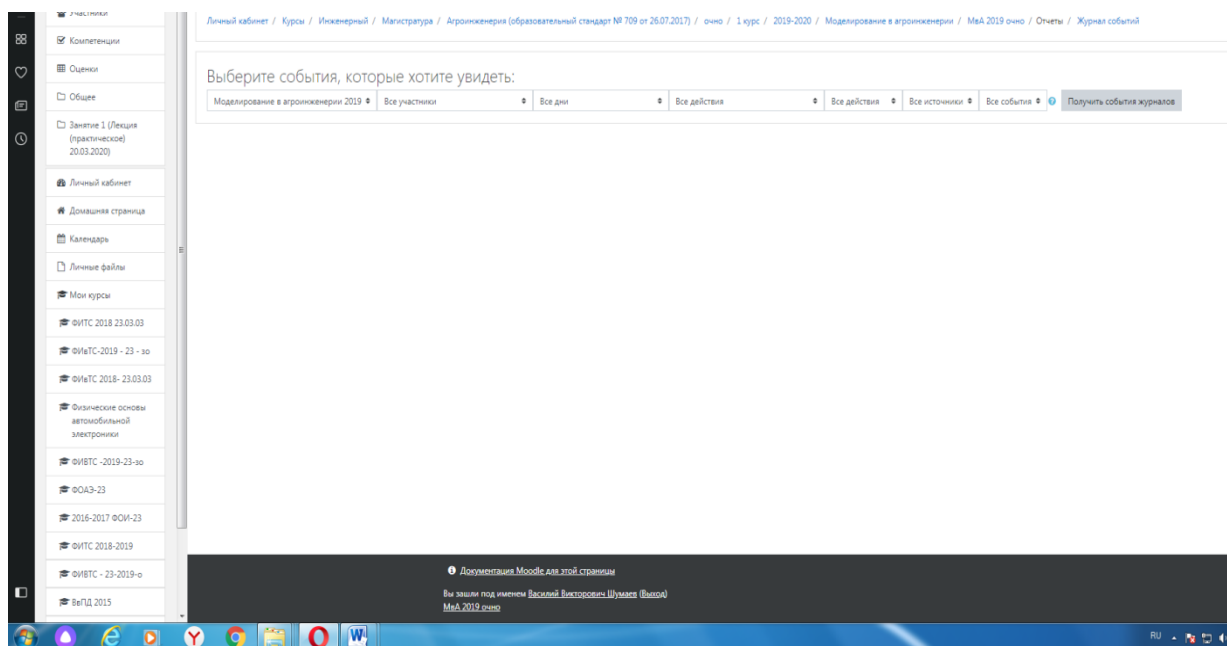 Участники
Личный кабинет / Курсы / Инженерный / Магистратура / Агроинженерия (образовательный стандарт № 709 от 26.07.2017) / очно / 1 курс / 2019-2020 / Моделирование в агроинженерии / МвА 2019 очно / Отчеты / Журнал событий
Компетенции
Оценки
Выберите события, которые хотите увидеть:
Общее
Моделирование в агроинженерии 2019 Все участники Все дни Все действия Все действия Все источники Все события Получить события журналов
Занятие 1 (Лекция
(практическое)
20.03.2020)
Личный кабинет
Домашняя страница
Календарь
Личные файлы
Мои курсы
ФИТС 2018 23.03.03
ФИвТС-2019 - 23 - зо
ФИвТС 2018- 23.03.03
Физические основы
автомобильной
электроники
ФИВТС -2019-23-зо
ФОАЭ-23
2016-2017 ФОИ-23
ФИТС 2018-2019
ФИВТС - 23-2019-о
ВвПД 2015
Документация Moodle для этой страницы
Вы зашли под именем Василий Викторович Шумаев (Выход)
МвА 2019 очно
RU